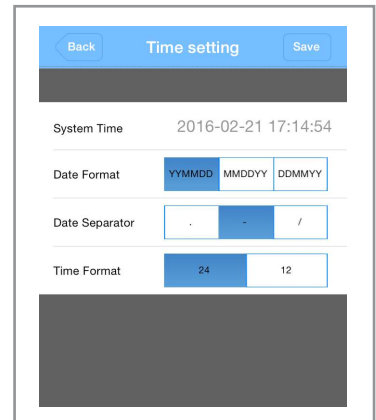 Back Time setting Save
System Time 2016-02-21 17:14:54
Date Format YYMMDD MMDDYY DDMMYY
Date Separator . - /
Time Format 24 12